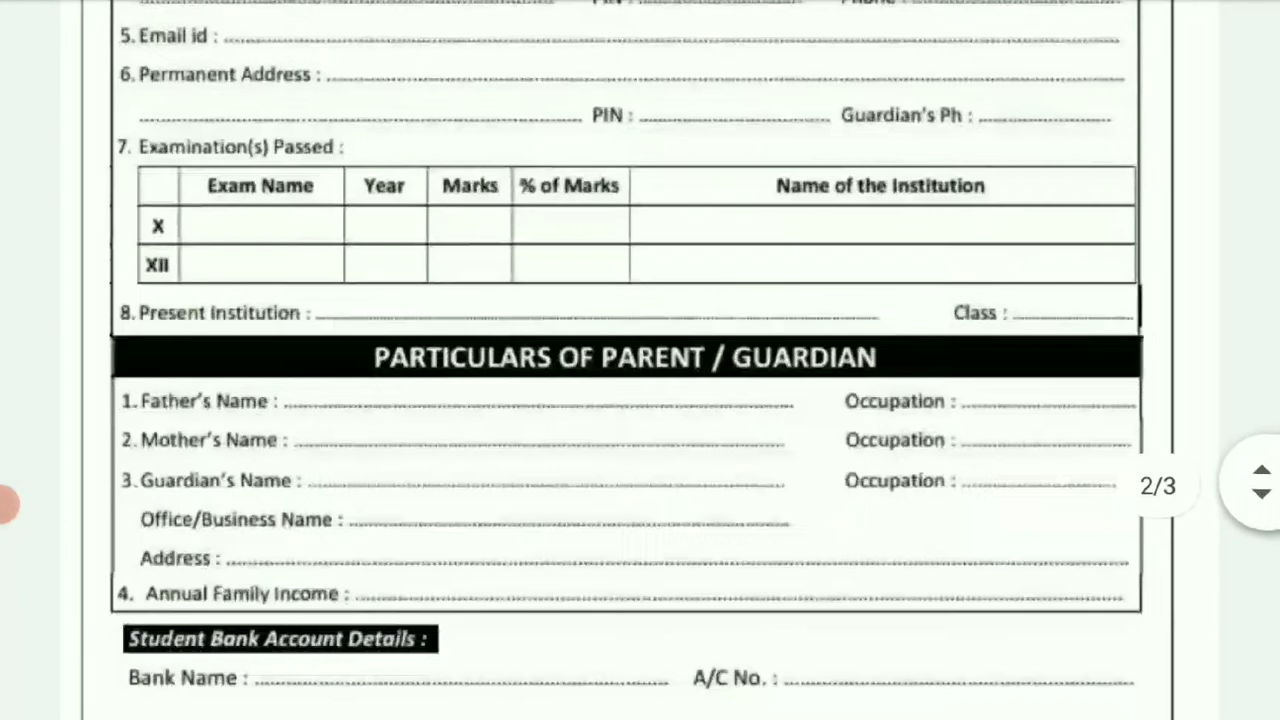 5. Email id :
6. Permanent Address :
PIN : Guardian's Ph :
7. Examination(s) Passed :
Exam Name Year Marks % of Marks Name of the Institution
X
XII
8. Present Institution : Class :
PARTICULARS OF PARENT / GUARDIAN
1. Father's Name : Occupation :
2. Mother's Name : Occupation :
3. Guardian's Name : Occupation :
2/3
Office/Business Name :
Address :
4. Annual Family Income :
Student Bank Account Details :
Bank Name : A/C No. :